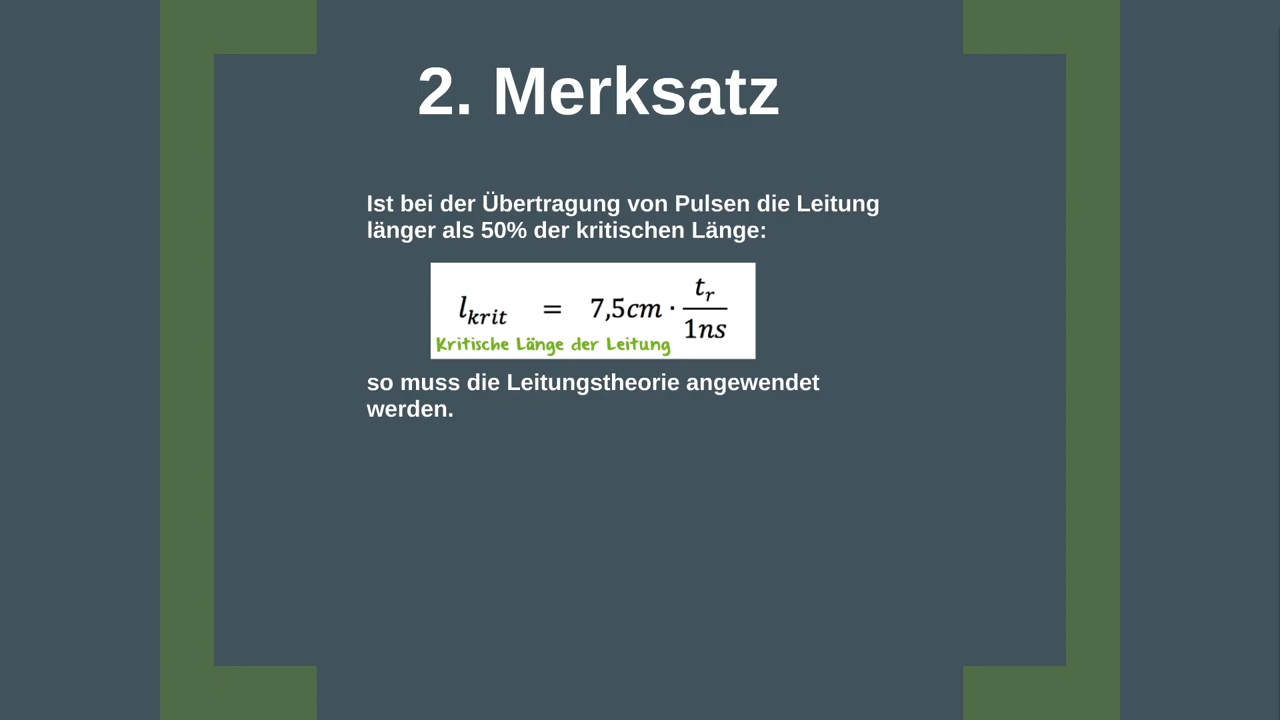 2. Merksatz
Ist bei der Übertragung von Pulsen die Leitung
länger als 50% der kritischen Länge:
l_krit = 7,5cm · t_r / 1ns
Kritische Länge der Leitung
so muss die Leitungstheorie angewendet
werden.